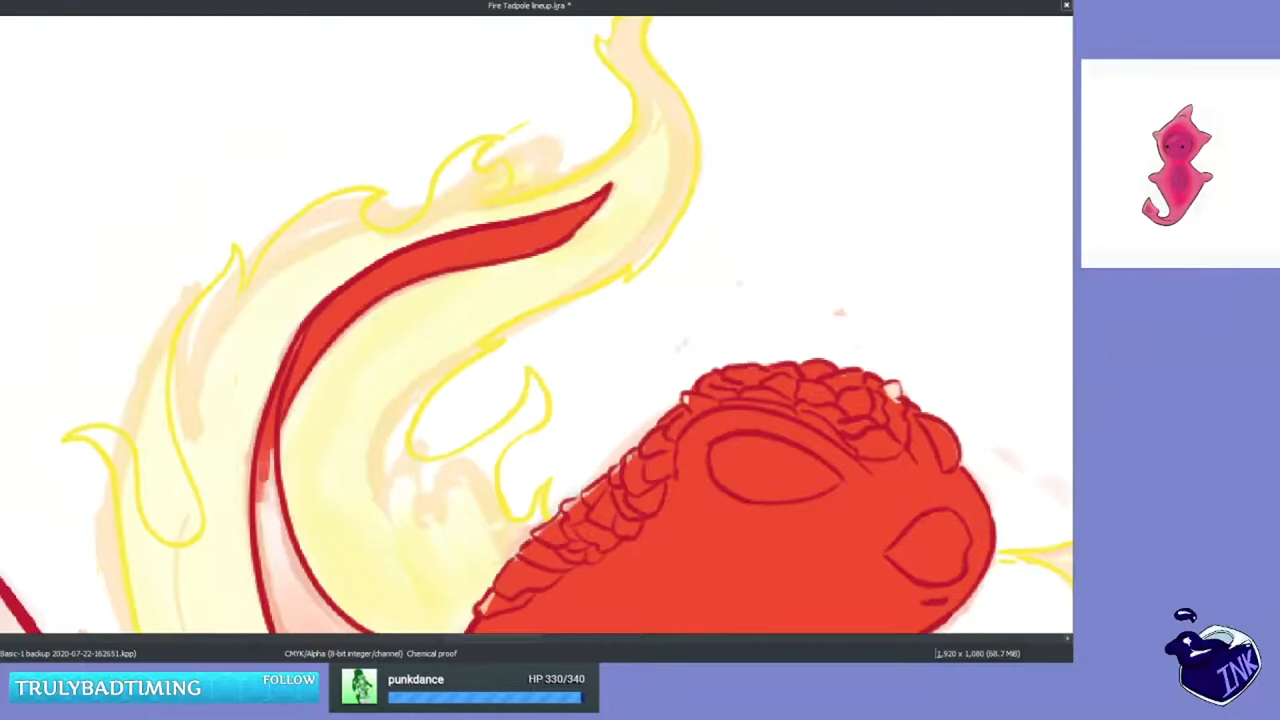 Fire Tadpole lineup.kra *
Basic-1 backup 2020-07-22-162651.kpp)
CMYK/Alpha (8-bit integer/channel) Chemical proof
1,920 x 1,080 (68.7 MiB)
TRULYBADTIMING
FOLLOW
punkdance
HP 330/340
INK